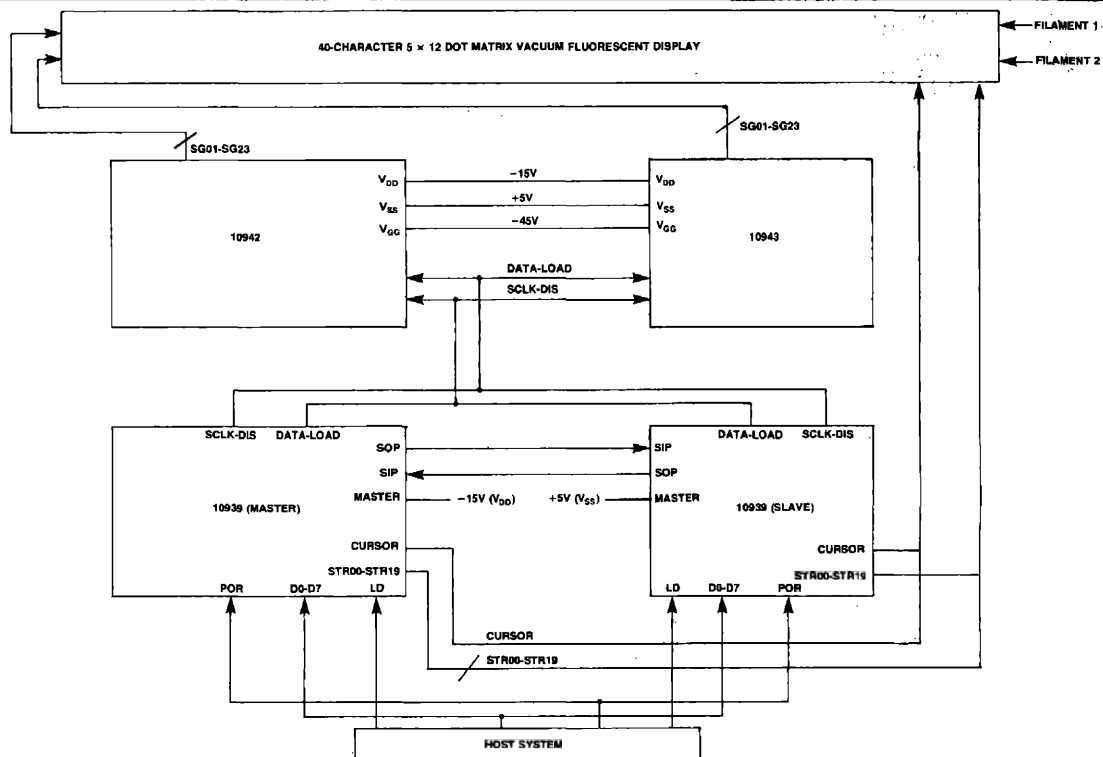 40-CHARACTER 5 × 12 DOT MATRIX VACUUM FLUORESCENT DISPLAY
FILAMENT 1
FILAMENT 2
SG01-SG23
SG01-SG23
VDD
-15V
VDD
VSS
+5V
VSS
VGG
-45V
VGG
10942
10943
DATA-LOAD
SCLK-DIS
SCLK-DIS
DATA-LOAD
DATA-LOAD
SCLK-DIS
SOP
SIP
SIP
SOP
MASTER
-15V (VDD)
+5V (VSS)
MASTER
10939 (MASTER)
10939 (SLAVE)
CURSOR
CURSOR
STR00-STR19
STR00-STR19
POR
D0-D7
LD
LD
D0-D7
POR
CURSOR
STR00-STR19
HOST SYSTEM